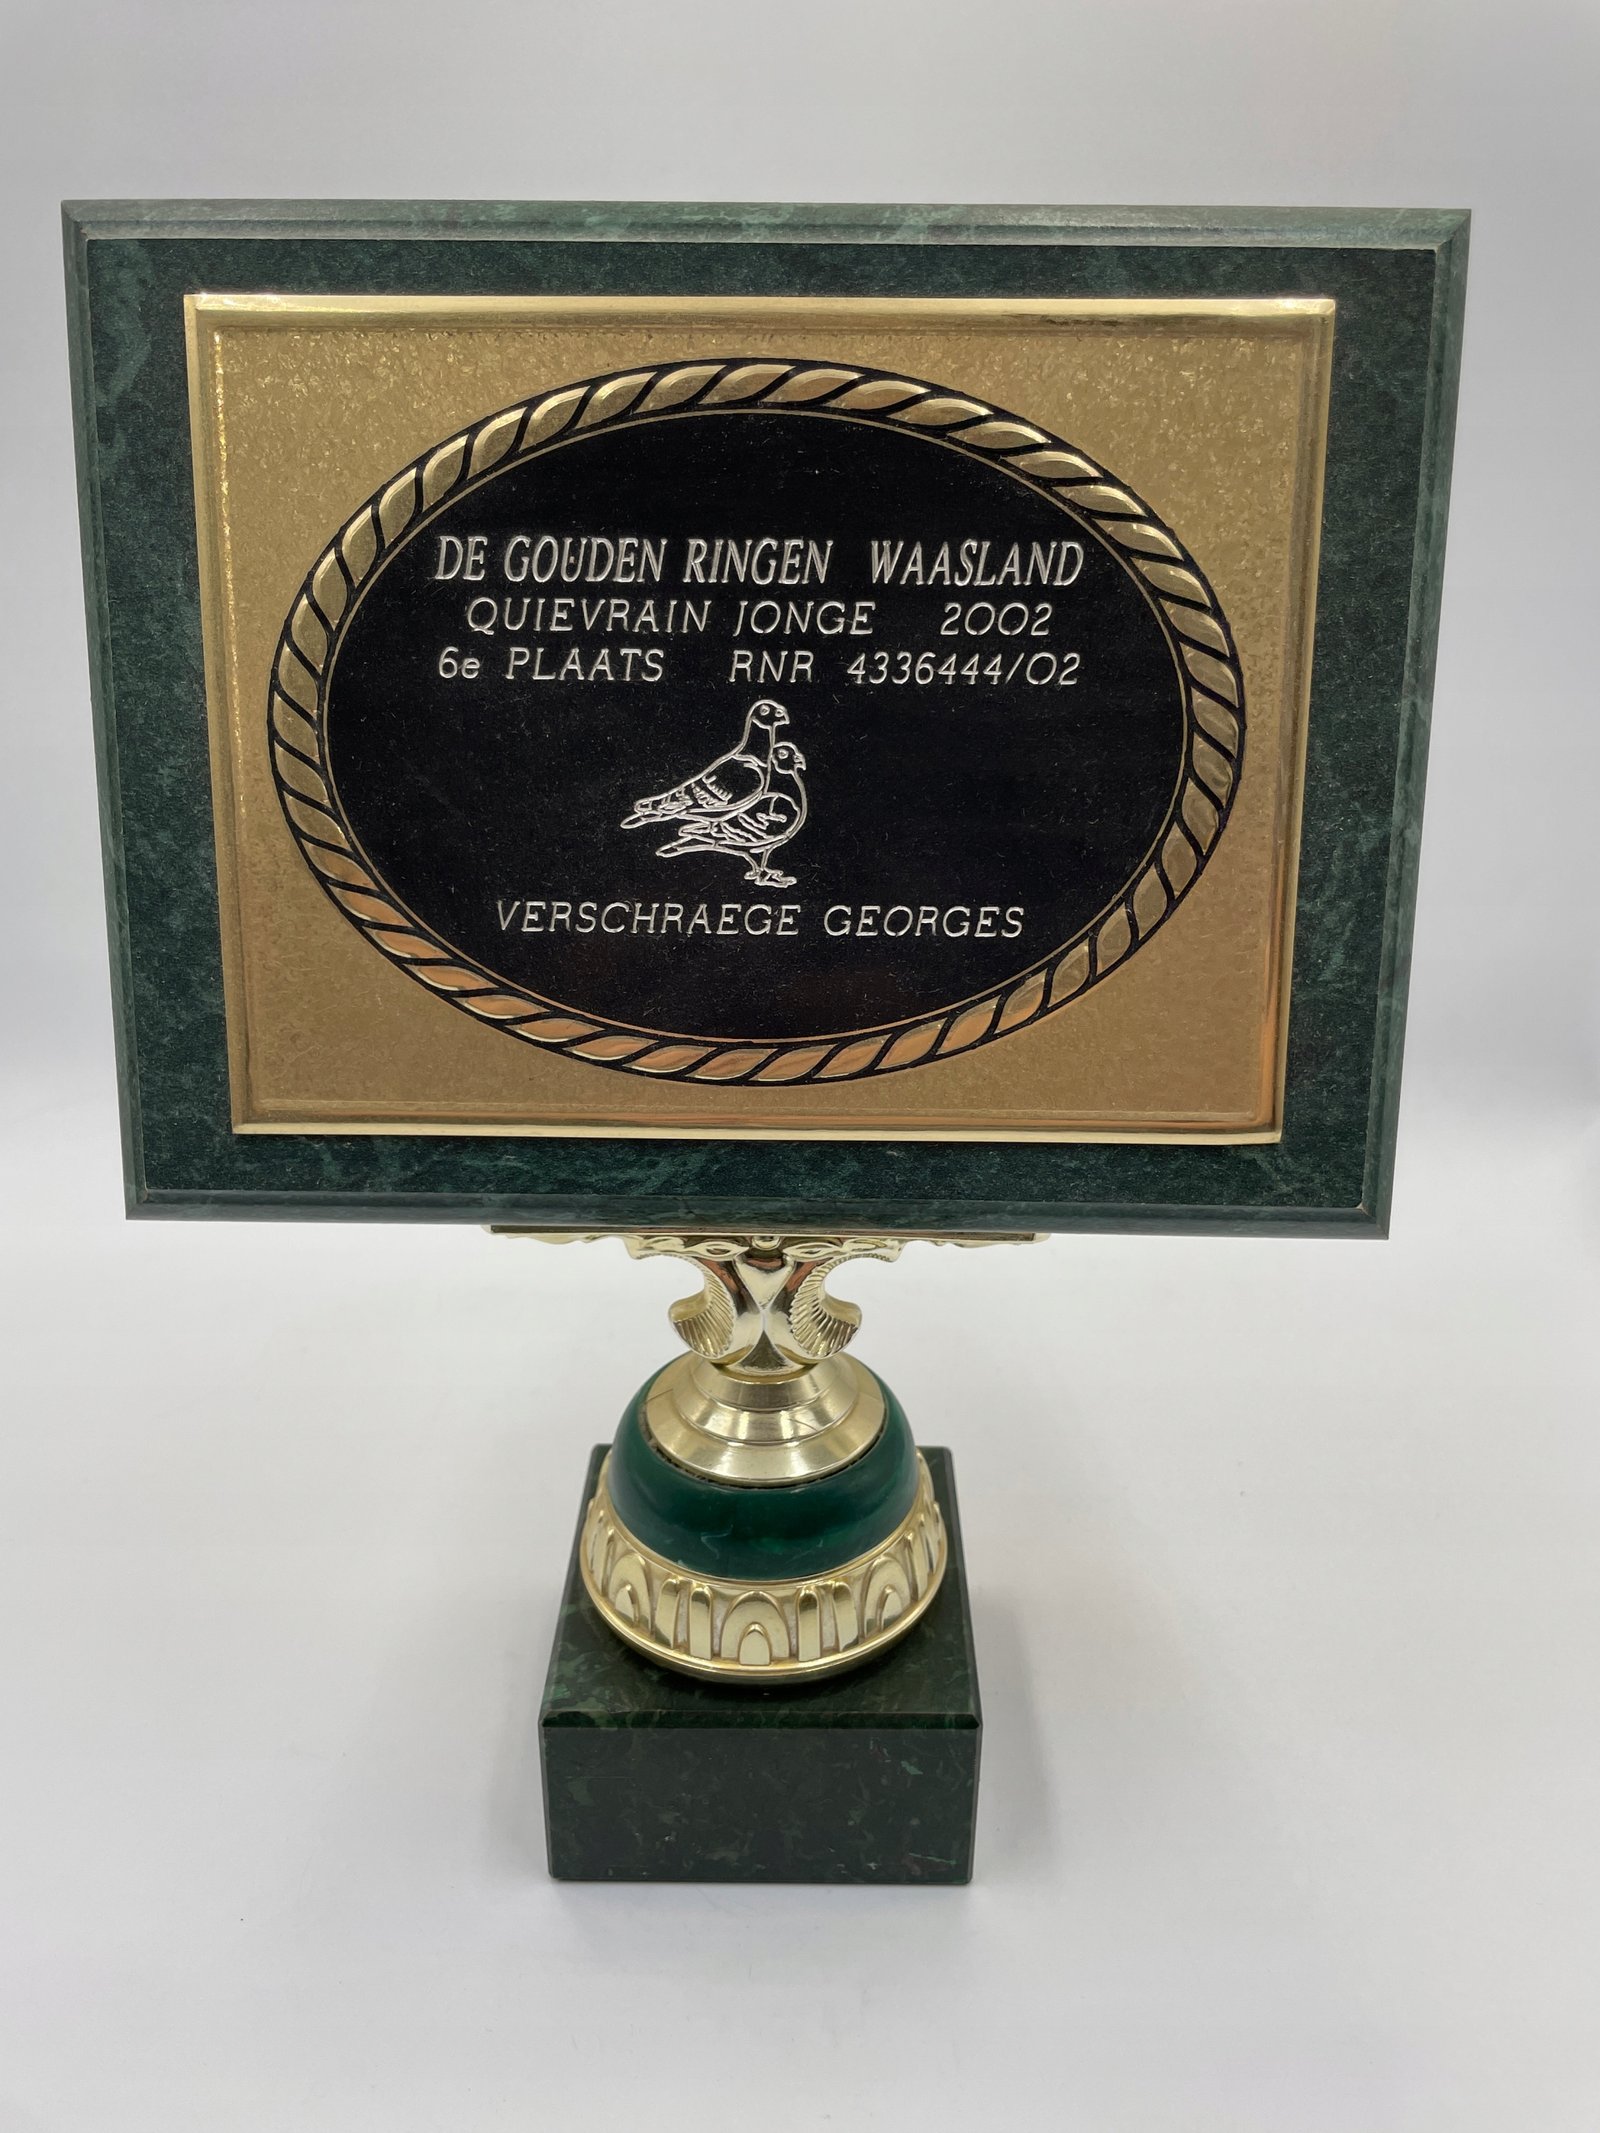 DE GOUDEN RINGEN WAASLAND
QUIEVRAIN JONGE 2002
6e PLAATS RNR 4336444/02
VERSCHRAEGE GEORGES